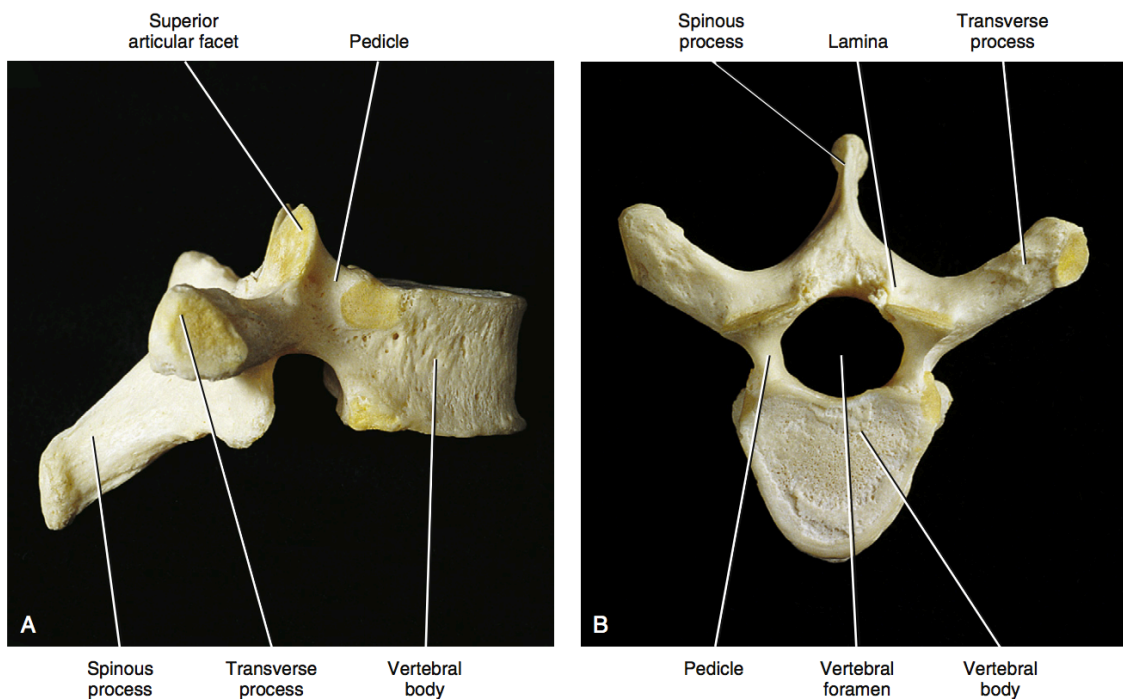 Superior
articular facet
Pedicle
Spinous
process
Lamina
Transverse
process
A
B
Spinous
process
Transverse
process
Vertebral
body
Pedicle
Vertebral
foramen
Vertebral
body